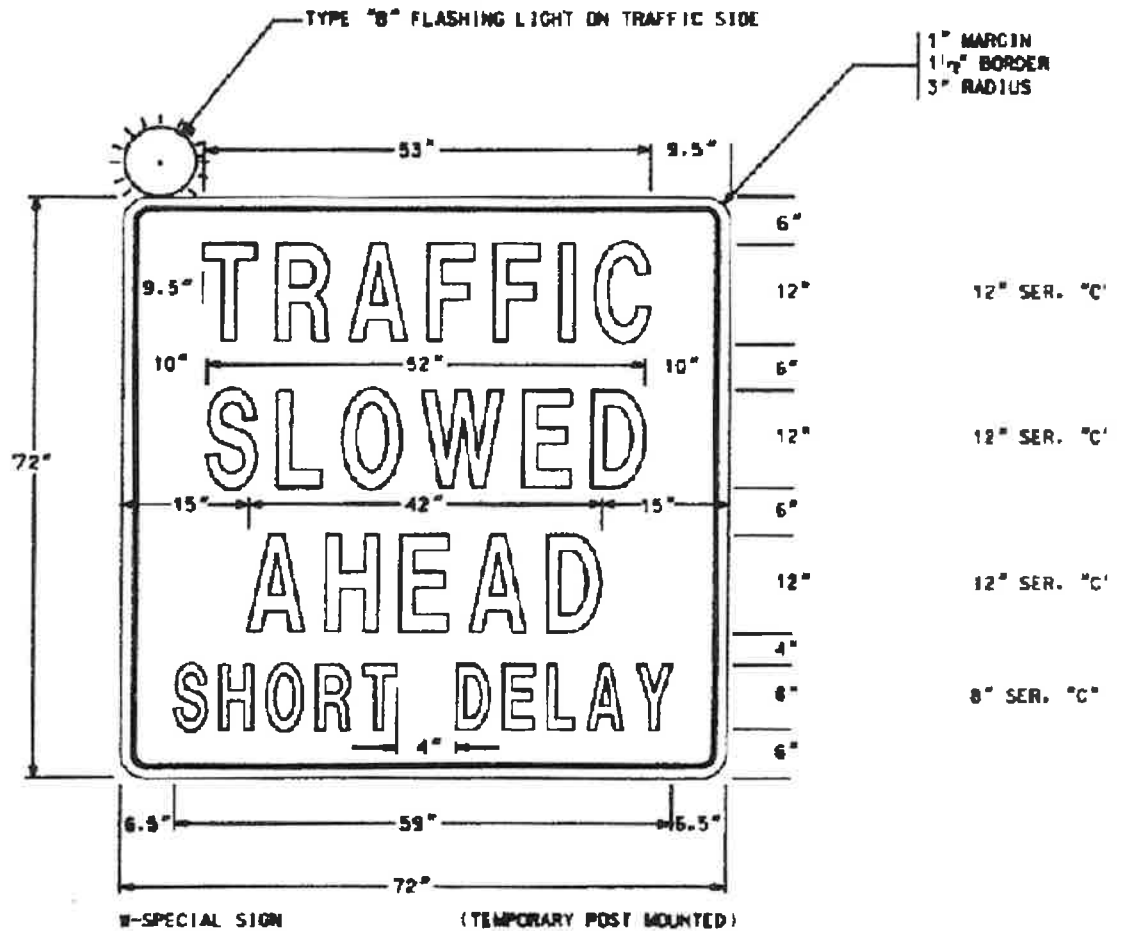 TYPE "B" FLASHING LIGHT ON TRAFFIC SIDE
1" MARGIN
1½" BORDER
3" RADIUS
53" 9.5"
6"
TRAFFIC
9.5" 12" 12" SER. "C"
10" 52" 10" 6"
SLOWED
72" 12" 12" SER. "C"
15" 42" 15" 6"
AHEAD
12" 12" SER. "C"
4"
SHORT DELAY
8" 8" SER. "C"
4" 6"
6.5" 59" 6.5"
72"
-SPECIAL SIGN (TEMPORARY POST MOUNTED)